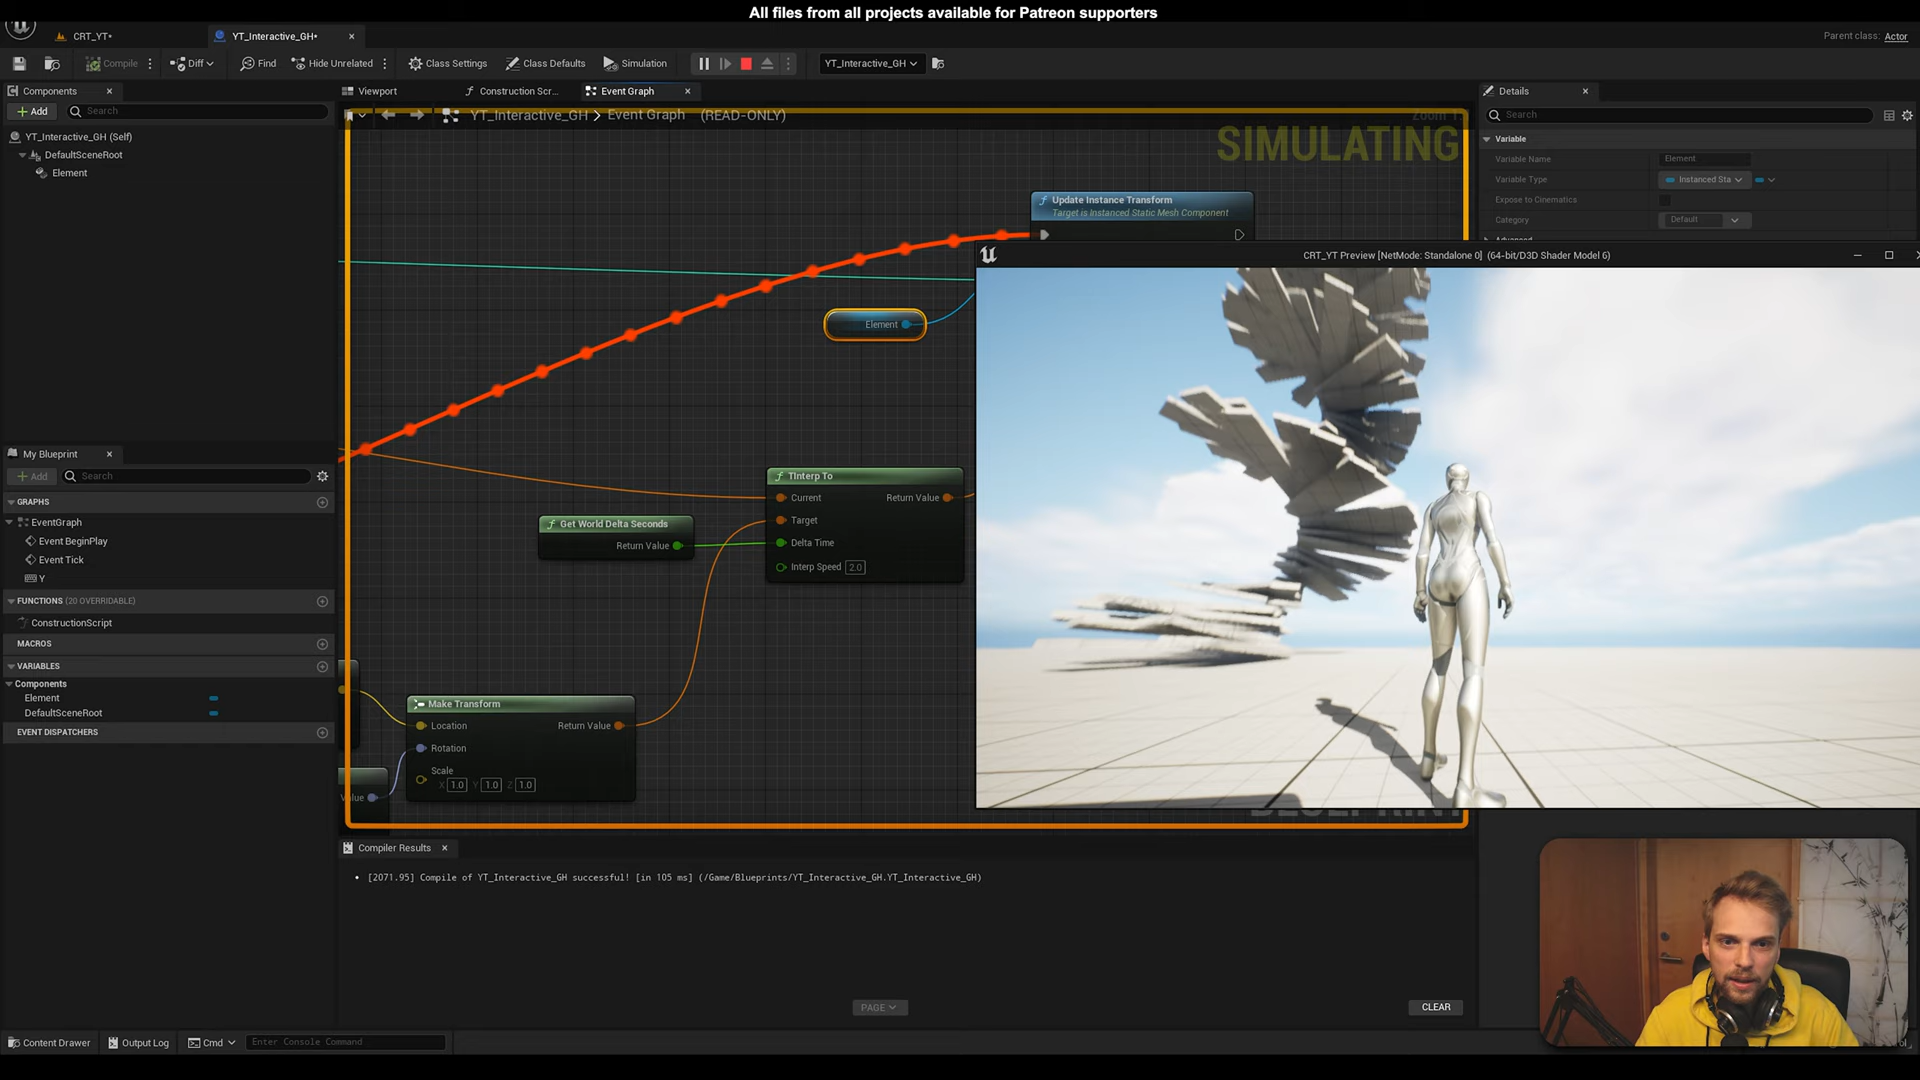 All files from all projects available for Patreon supporters
CRT_YT*
YT_Interactive_GH*
Parent class: Actor
Compile
Diff
Find
Hide Unrelated
Class Settings
Class Defaults
Simulation
YT_Interactive_GH
Components
Add
Search
YT_Interactive_GH (Self)
DefaultSceneRoot
Element
Viewport
Construction Scr...
Event Graph
YT_Interactive_GH > Event Graph (READ-ONLY)
SIMULATING
Update Instance Transform
Target is Instanced Static Mesh Component
Element
TInterp To
Current
Return Value
Target
Delta Time
Interp Speed 2.0
Get World Delta Seconds
Return Value
Make Transform
Location
Return Value
Rotation
Scale
X 1.0 Y 1.0 Z 1.0
CRT_YT Preview [NetMode: Standalone 0] (64-bit/D3D Shader Model 6)
Details
Search
Variable
Variable Name
Element
Variable Type
Instanced Sta
Expose to Cinematics
Category
Default
My Blueprint
Add
Search
GRAPHS
EventGraph
Event BeginPlay
Event Tick
Y
FUNCTIONS (20 OVERRIDABLE)
ConstructionScript
MACROS
VARIABLES
Components
Element
DefaultSceneRoot
EVENT DISPATCHERS
Compiler Results
[2071.95] Compile of YT_Interactive_GH successful! [in 105 ms] (/Game/Blueprints/YT_Interactive_GH.YT_Interactive_GH)
PAGE
CLEAR
Content Drawer
Output Log
Cmd
Enter Console Command